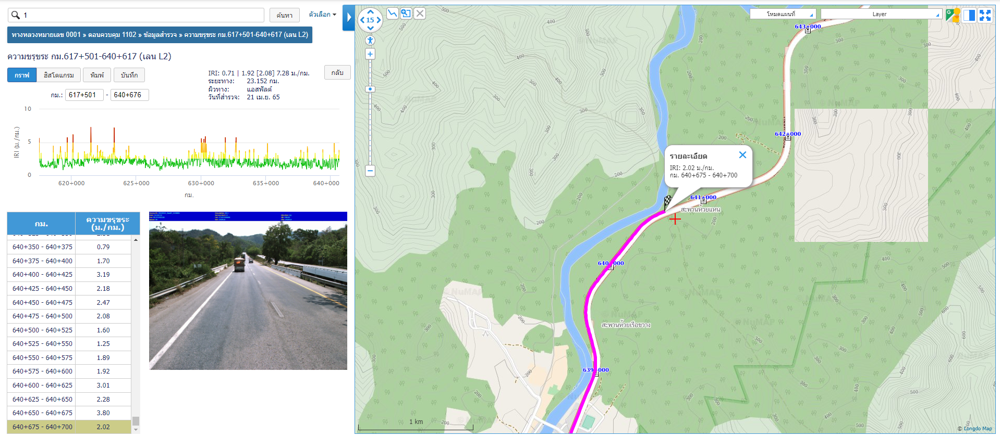 1
ค้นหา
ตัวเลือก
ทางหลวงหมายเลข 0001 » ตอนควบคุม 1102 » ข้อมูลสำรวจ » ความขรุขระ กม.617+501-640+617 (เลน L2)
ความขรุขระ กม.617+501-640+617 (เลน L2)
กราฟ
ฮิสโตแกรม
พิมพ์
บันทึก
กลับ
IRI: 0.71 | 1.92 [2.08] 7.28 ม./กม.
ระยะทาง: 23.152 กม.
ผิวทาง: แอสฟัลต์
วันที่สำรวจ: 21 เม.ย. 65
กม.: 617+501 - 640+676
10
5
0
IRI (ม./กม.)
620+000 625+000 630+000 635+000 640+000
กม.
กม. ความขรุขระ (ม./กม.)
640+350 - 640+375 0.79
640+375 - 640+400 1.70
640+400 - 640+425 3.19
640+425 - 640+450 2.18
640+450 - 640+475 2.47
640+475 - 640+500 2.08
640+500 - 640+525 1.60
640+525 - 640+550 1.25
640+550 - 640+575 1.89
640+575 - 640+600 1.92
640+600 - 640+625 3.01
640+625 - 640+650 2.28
640+650 - 640+675 3.80
640+675 - 640+700 2.02
15
โหมดแผนที่
Layer
643+000
642+000
รายละเอียด
IRI: 2.02 ม./กม.
กม. 640+675 - 640+700
641+000
สะพานห้วยแทน
640+000
สะพานห้วยเรือขวาง
639+000
NuMAP
1 km
© Longdo Map